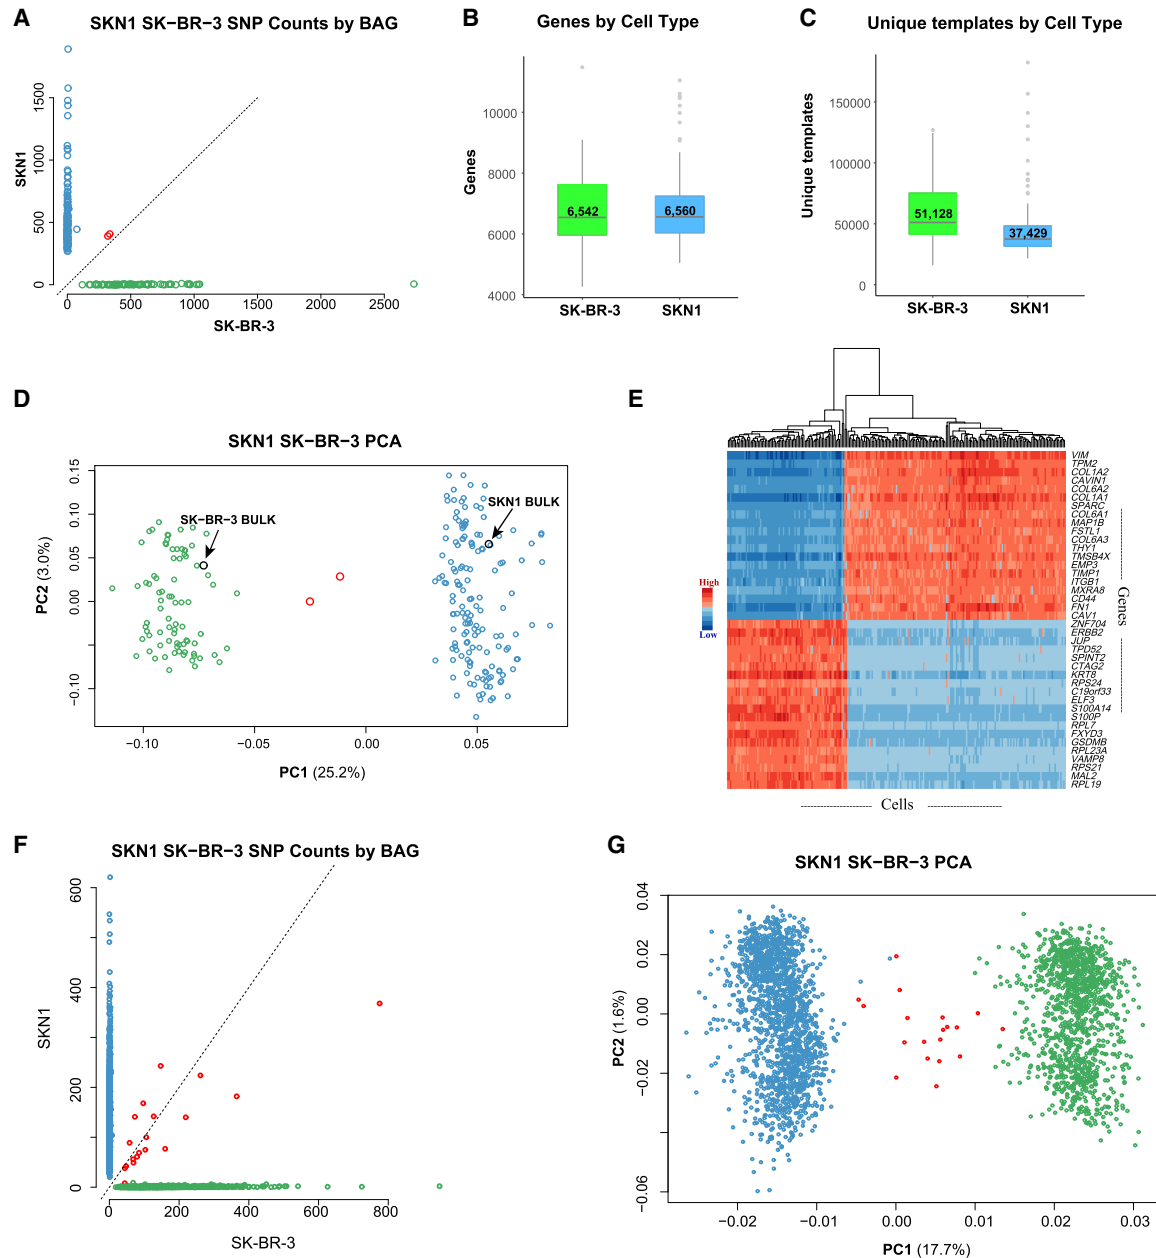 A
SKN1 SK−BR−3 SNP Counts by BAG
SKN1
1500
1000
500
0
0
500
1000
1500
2000
2500
SK-BR-3
B
Genes by Cell Type
Genes
10000
8000
6000
4000
6,542
6,560
SK-BR-3
SKN1
C
Unique templates by Cell Type
Unique templates
150000
100000
50000
0
51,128
37,429
SK-BR-3
SKN1
D
SKN1 SK−BR−3 PCA
PC2 (3.0%)
0.15
0.10
0.05
0.00
−0.10
SK−BR−3 BULK
SKN1 BULK
−0.10
−0.05
0.00
0.05
PC1 (25.2%)
E
High
Low
VIM
TPM2
COL1A2
CAVIN1
COL6A2
COL1A1
SPARC
COL6A1
MAP1B
FSTL1
COL6A3
THY1
TMSB4X
EMP3
TIMP1
ITGB1
MXRA8
CD44
FN1
CAV1
ZNF704
ERBB2
JUP
TPD52
SPINT2
CTAG2
KRT8
RPS24
C19orf33
ELF3
S100A14
S100P
RPL7
FXYD3
GSDMB
RPL23A
VAMP8
RPS21
MAL2
RPL19
Genes
Cells
F
SKN1 SK−BR−3 SNP Counts by BAG
SKN1
600
400
200
0
0
200
400
600
800
SK-BR-3
G
SKN1 SK−BR−3 PCA
PC2 (1.6%)
0.04
0.02
0.00
−0.02
−0.06
−0.02
−0.01
0.00
0.01
0.02
0.03
PC1 (17.7%)